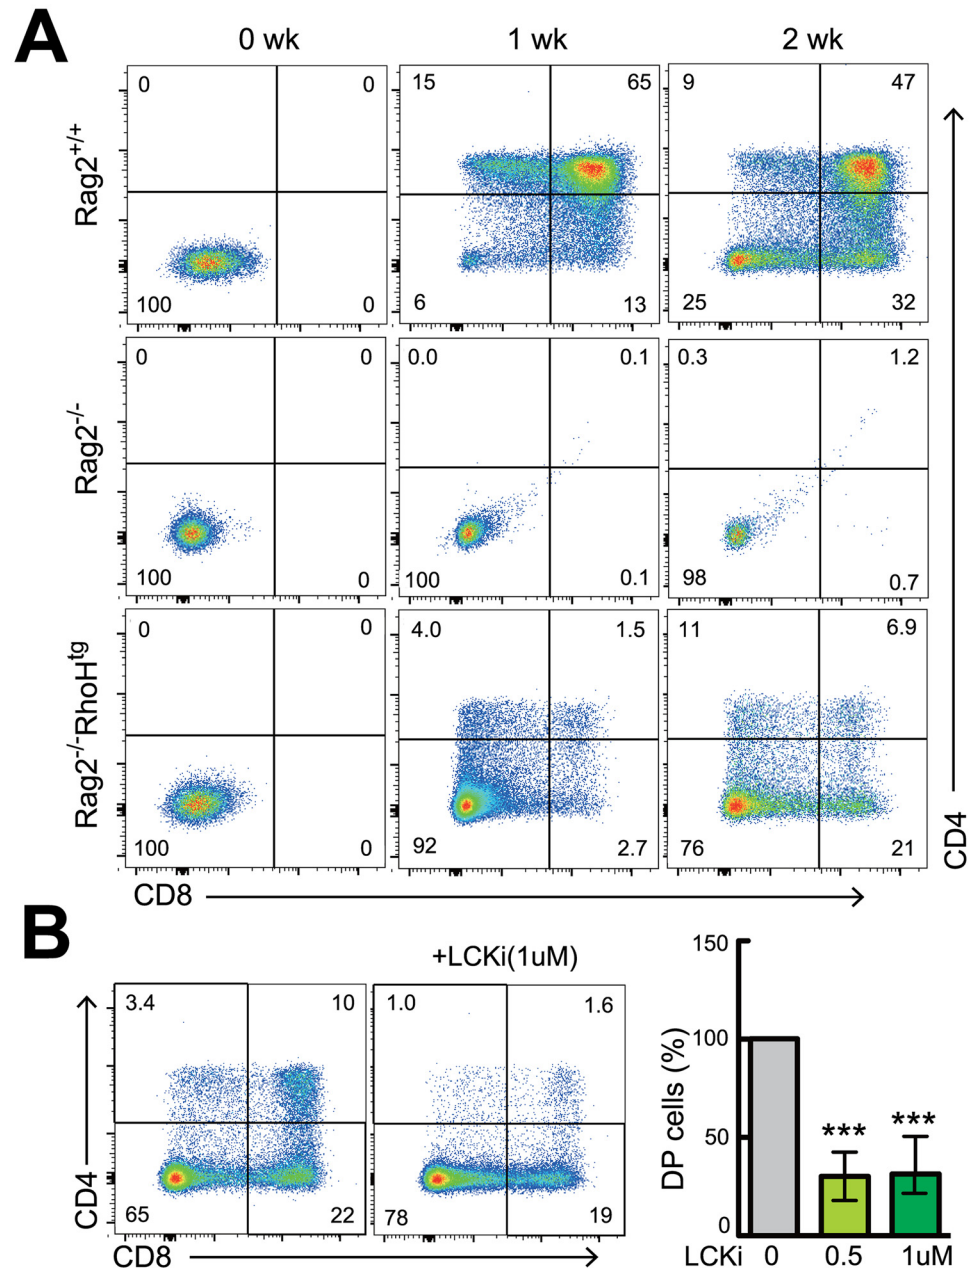 A
0 wk 1 wk 2 wk
Rag2+/+
0 0 15 65 9 47
100 0 6 13 25 32
Rag2-/-
0 0 0.0 0.1 0.3 1.2
100 0 100 0.1 98 0.7
Rag2-/-RhoHtg
0 0 4.0 1.5 11 6.9
100 0 92 2.7 76 21
CD4
CD8
B
+LCKi(1uM)
3.4 10 1.0 1.6
65 22 78 19
CD4
CD8
DP cells (%)
150
100
50
0
*** ***
LCKi 0 0.5 1uM